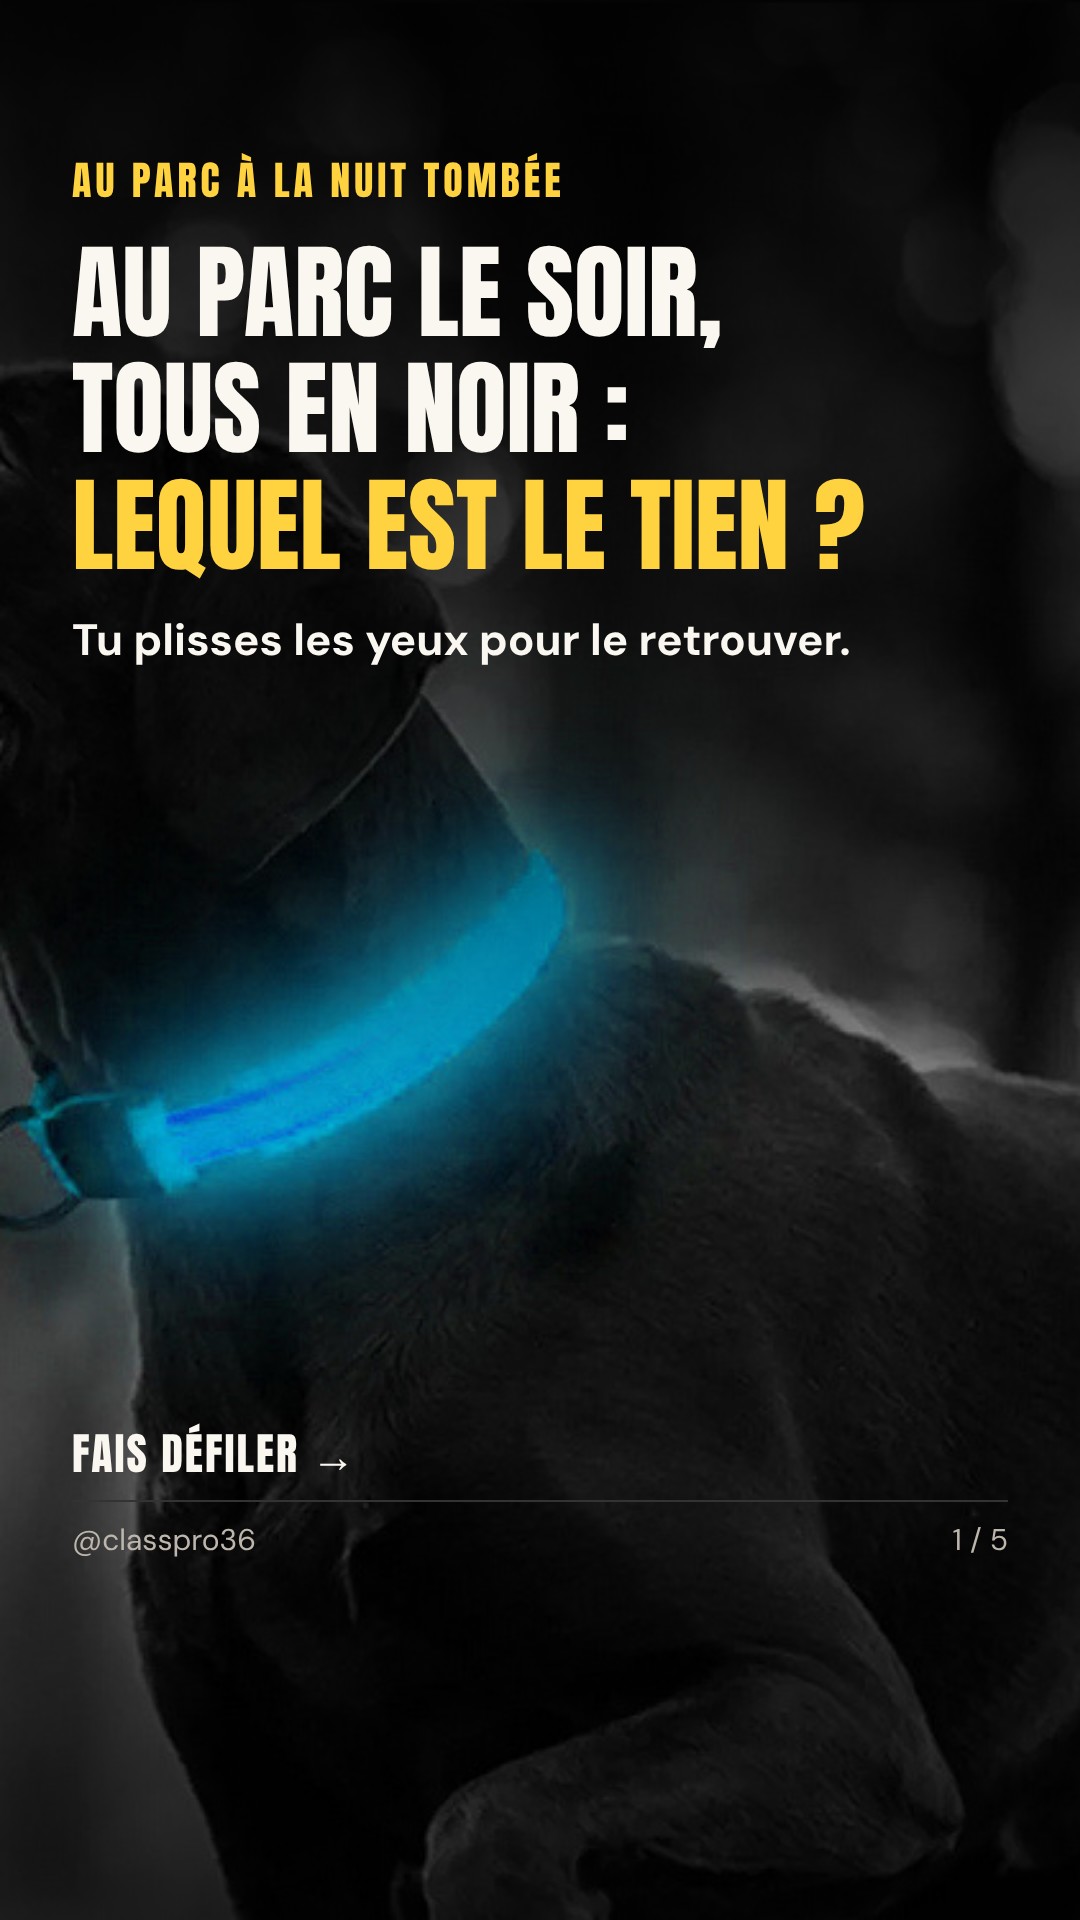 AU PARC À LA NUIT TOMBÉE
AU PARC LE SOIR,
TOUS EN NOIR :
LEQUEL EST LE TIEN ?
Tu plisses les yeux pour le retrouver.
FAIS DÉFILER →
@classpro36
1 / 5